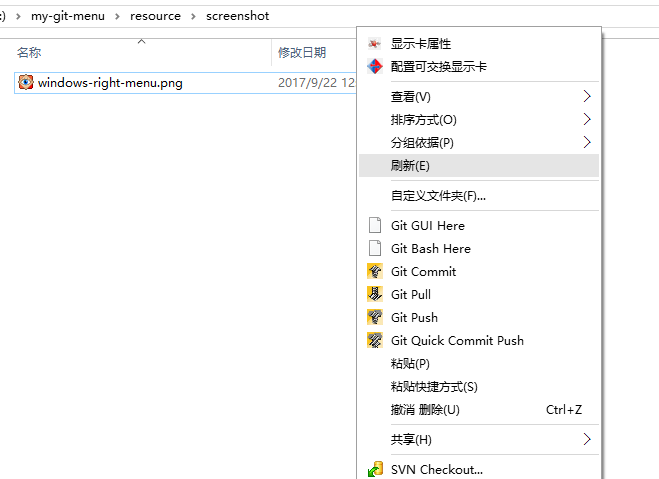 :) > my-git-menu > resource > screenshot
名称 修改日期
windows-right-menu.png 2017/9/22 12
显示卡属性
配置可交换显示卡
查看(V)
排序方式(O)
分组依据(P)
刷新(E)
自定义文件夹(F)...
Git GUI Here
Git Bash Here
Git Commit
Git Pull
Git Push
Git Quick Commit Push
粘贴(P)
粘贴快捷方式(S)
撤消 删除(U) Ctrl+Z
共享(H)
SVN Checkout...